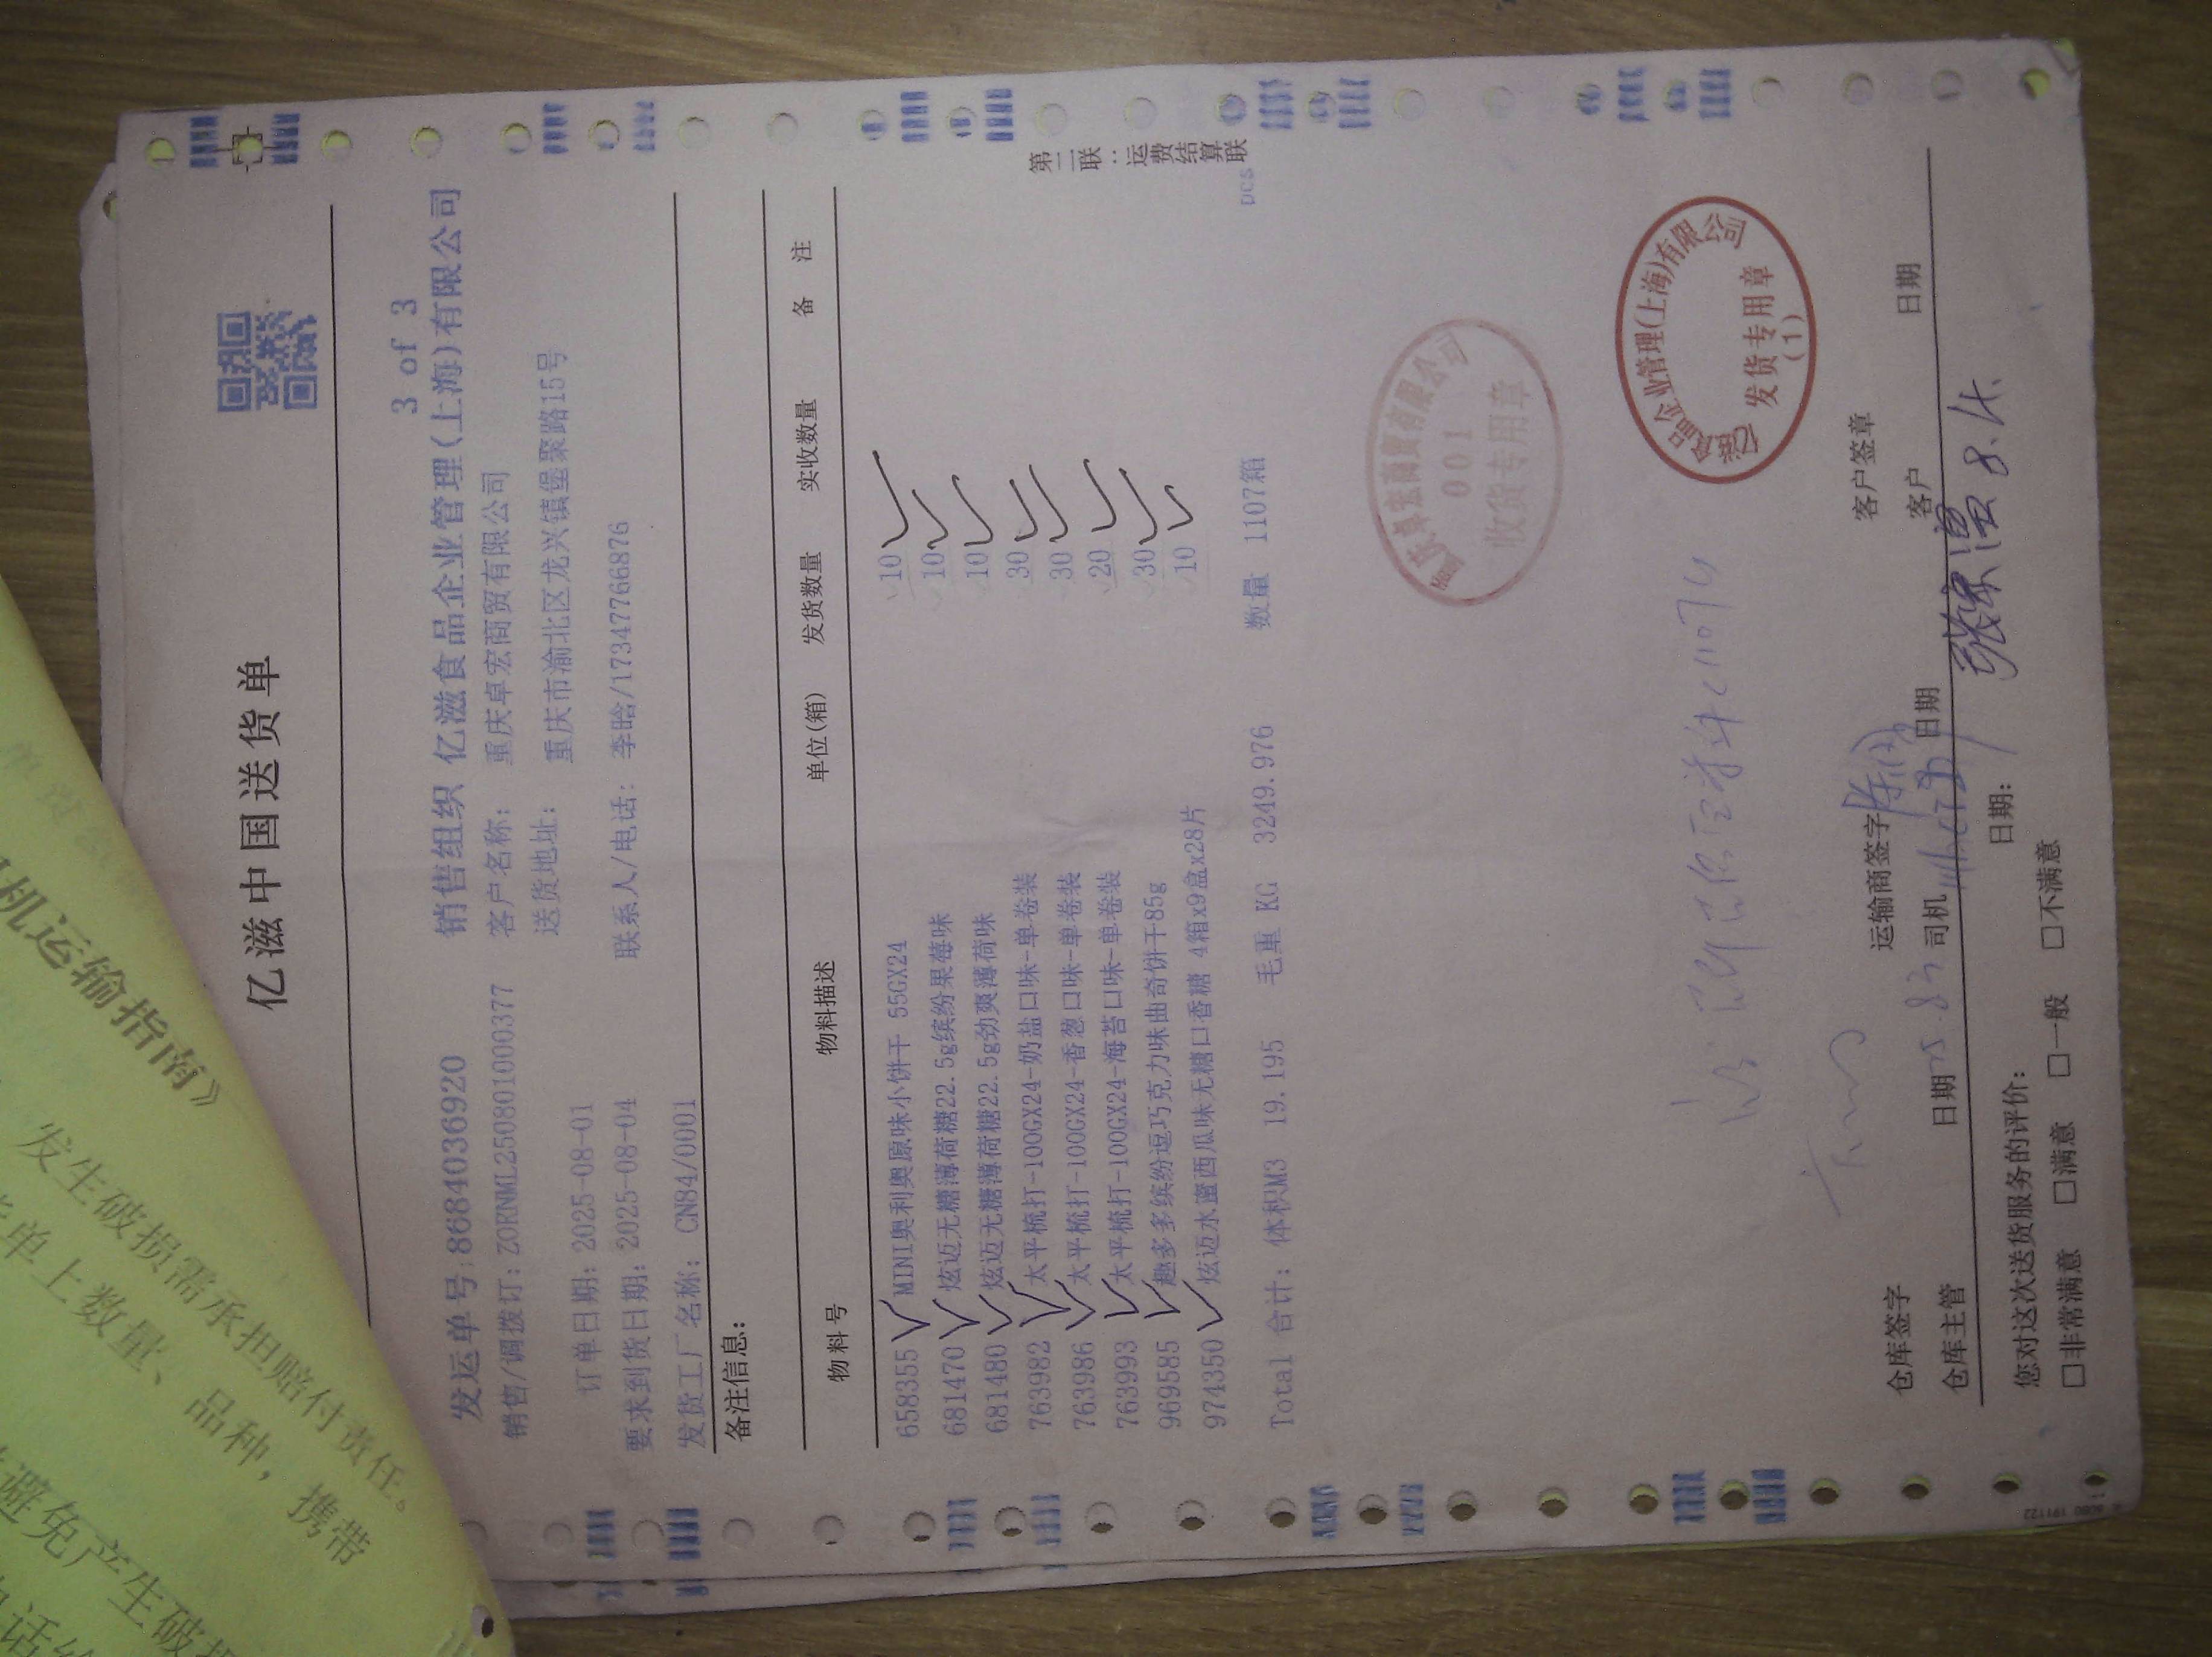 亿滋中国送货单
3 of 3
发运单号:8684036920 销售组织 亿滋食品企业管理(上海)有限公司
销售/调拨订: ZORNML250801000377 客户名称: 重庆卓宏商贸有限公司
订单日期: 2025-08-01 送货地址: 重庆市渝北区龙兴镇堡聚路15号
要求到货日期: 2025-08-04 联系人/电话: 李晗/17347766876
发货工厂名称: CN84/0001
备注信息:
物料号 物料描述 单位(箱) 发货数量 实收数量 备 注
658355 MINI奥利奥原味小饼干 55GX24 10
681470 炫迈无糖薄荷糖22.5g缤纷果莓味 10
681480 炫迈无糖薄荷糖22.5g劲爽薄荷味 10
763982 太平梳打-100GX24-奶盐口味-单卷装 30
763986 太平梳打-100GX24-香葱口味-单卷装 30
763993 太平梳打-100GX24-海苔口味-单卷装 20
969585 趣多多缤纷逗巧克力味曲奇饼干85g 30
974350 炫迈水蜜西瓜味无糖口香糖 4箱x9盒x28片 10
Total 合计: 体积M3 19.195 毛重 KG 3249.976 数量 1107箱 pcs
第二联:运费结算联
重庆卓宏商贸有限公司
001
收货专用章
亿滋食品企业管理(上海)有限公司
发货专用章
(1)
仓库签字 运输商签字 客户签章
仓库主管 日期 司机 日期 客户 日期
8.4
日期:
您对这次送货服务的评价:
□非常满意 □满意 □一般 □不满意
机运输指南》
发生破损需承担赔付责任。
单上数量、品种，携带
避免产生破